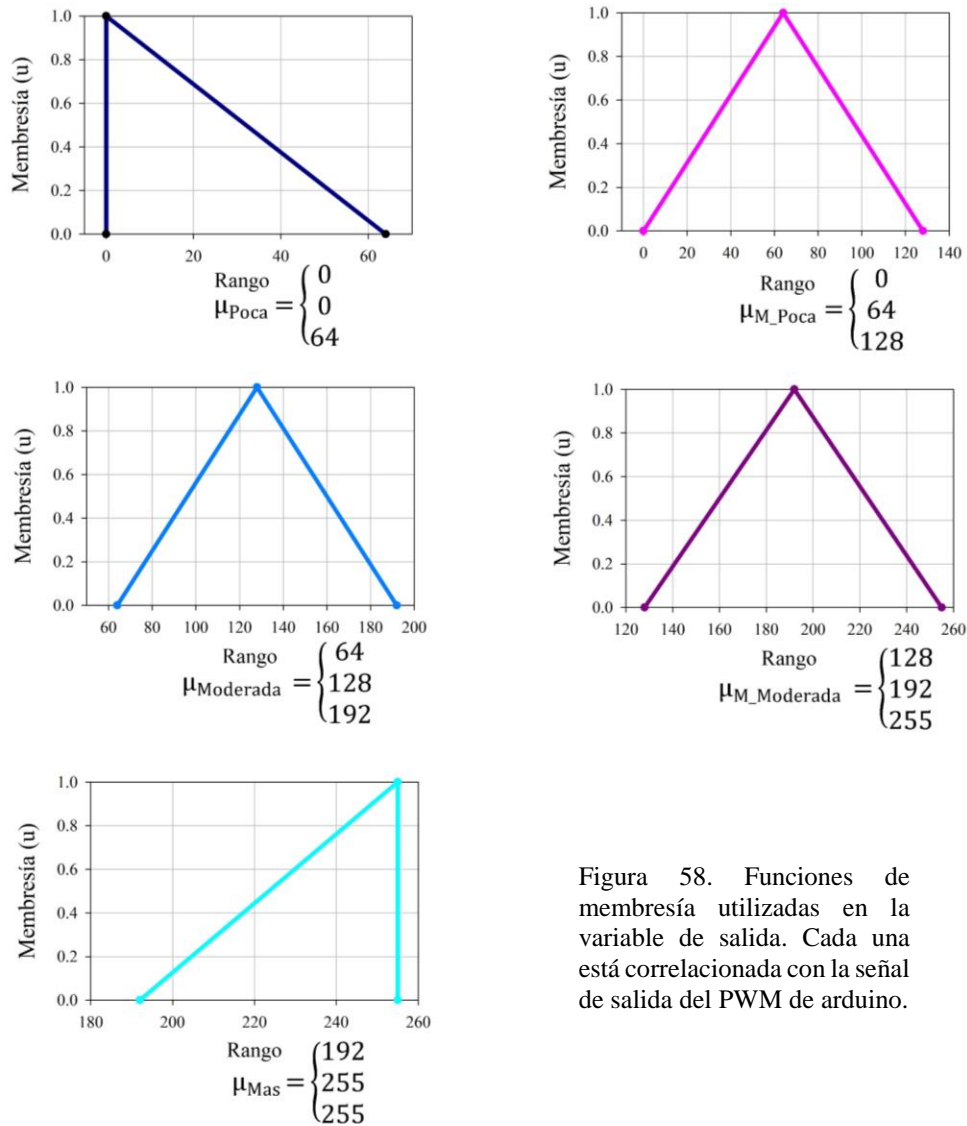 1.0
0.8
0.6
0.4
0.2
0.0
Membresía (u)
0 20 40 60
Rango
μPoca = {0
0
64
1.0
0.8
0.6
0.4
0.2
0.0
Membresía (u)
0 20 40 60 80 100 120 140
Rango
μM_Poca = {0
64
128
1.0
0.8
0.6
0.4
0.2
0.0
Membresía (u)
60 80 100 120 140 160 180 200
Rango
μModerada = {64
128
192
1.0
0.8
0.6
0.4
0.2
0.0
Membresía (u)
120 140 160 180 200 220 240 260
Rango
μM_Moderada = {128
192
255
1.0
0.8
0.6
0.4
0.2
0.0
Membresía (u)
180 200 220 240 260
Rango
μMas = {192
255
255
Figura 58. Funciones de
membresía utilizadas en la
variable de salida. Cada una
está correlacionada con la señal
de salida del PWM de arduino.